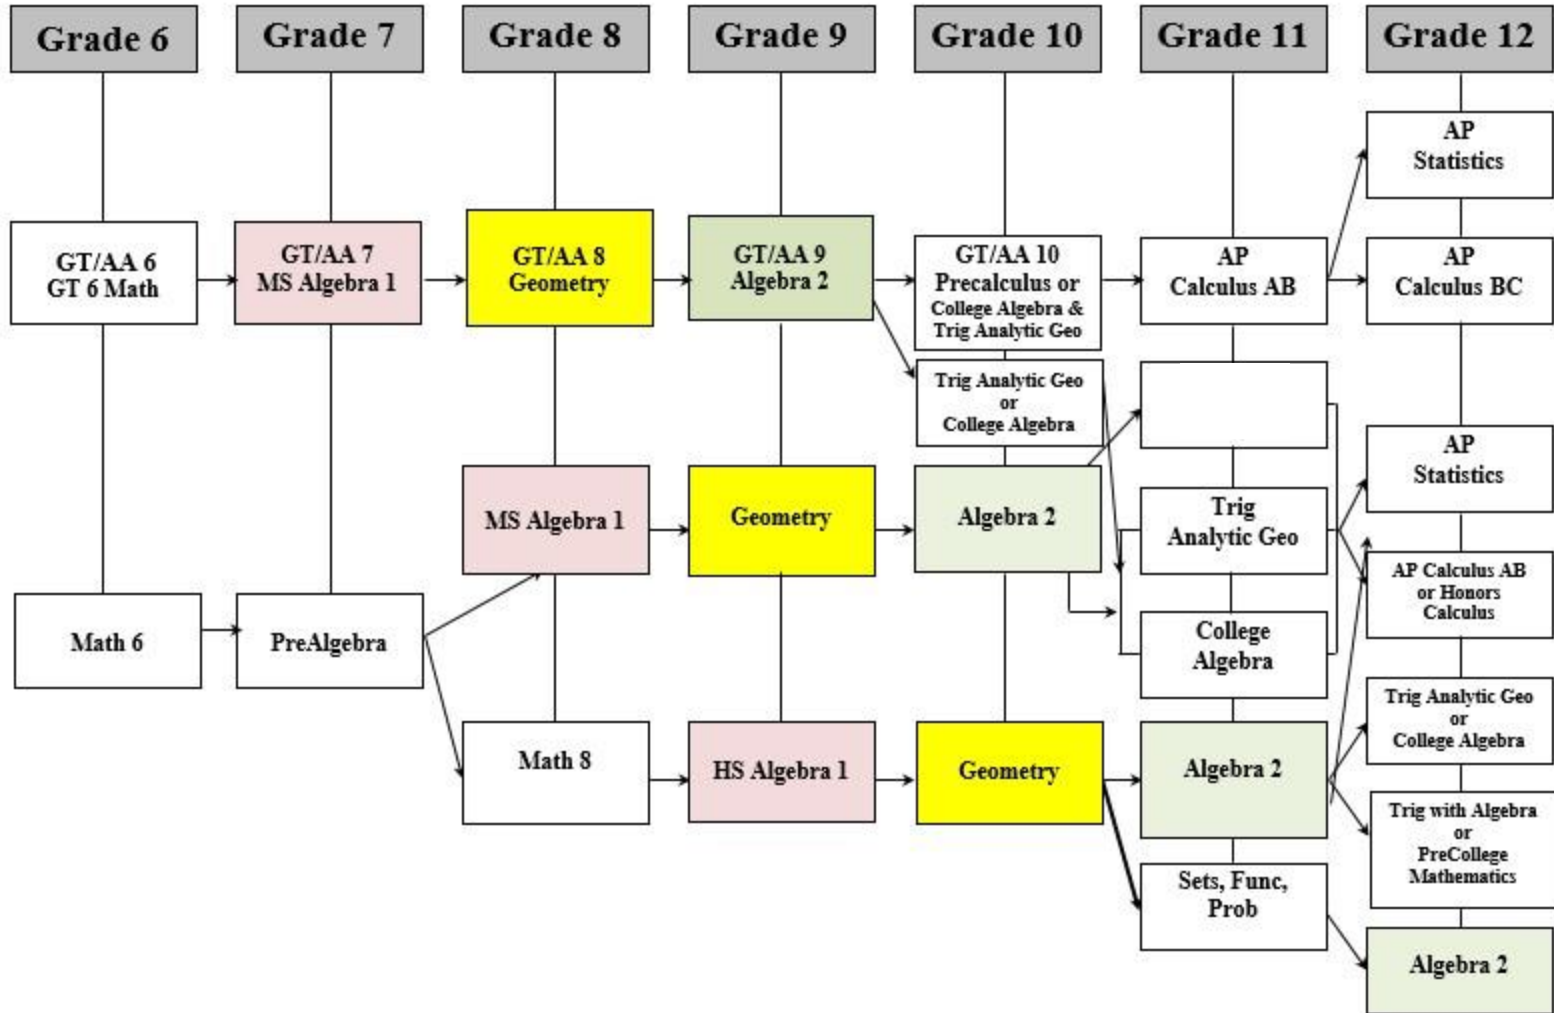 Grade 6
Grade 7
Grade 8
Grade 9
Grade 10
Grade 11
Grade 12
GT/AA 6
GT 6 Math
Math 6
GT/AA 7
MS Algebra 1
PreAlgebra
GT/AA 8
Geometry
MS Algebra 1
Math 8
GT/AA 9
Algebra 2
Geometry
HS Algebra 1
GT/AA 10
Precalculus or
College Algebra &
Trig Analytic Geo
Trig Analytic Geo
or
College Algebra
Algebra 2
Geometry
AP
Calculus AB
Trig
Analytic Geo
College
Algebra
Algebra 2
Sets, Func,
Prob
AP
Statistics
AP
Calculus BC
AP
Statistics
AP Calculus AB
or Honors
Calculus
Trig Analytic Geo
or
College Algebra
Trig with Algebra
or
PreCollege
Mathematics
Algebra 2